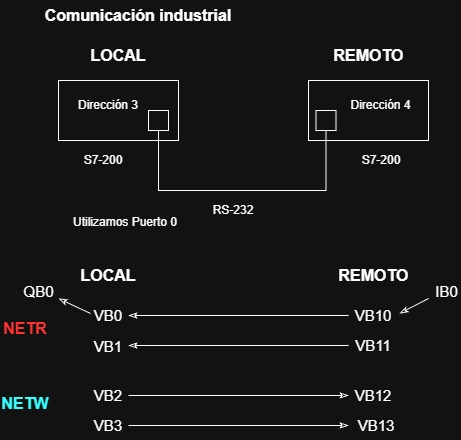 Comunicación industrial
LOCAL REMOTO
Dirección 3 Dirección 4
S7-200 S7-200
RS-232
Utilizamos Puerto 0
LOCAL REMOTO
QB0 IB0
VB0 VB10
NETR
VB1 VB11
VB2 VB12
NETW
VB3 VB13